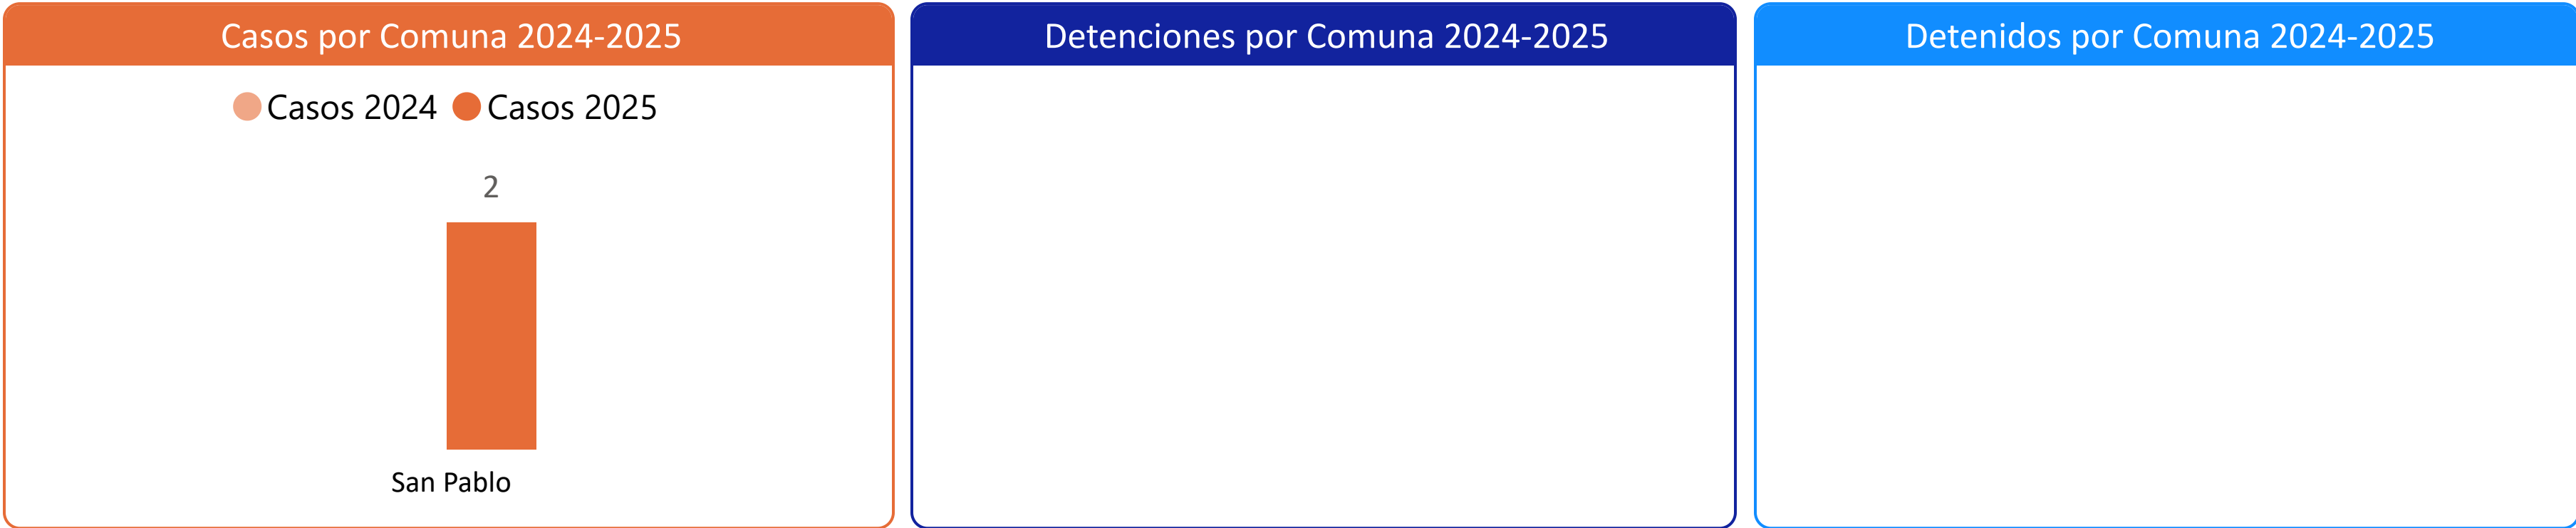 Casos por Comuna 2024-2025
Casos 2024 Casos 2025
2
San Pablo
Detenciones por Comuna 2024-2025
Detenidos por Comuna 2024-2025